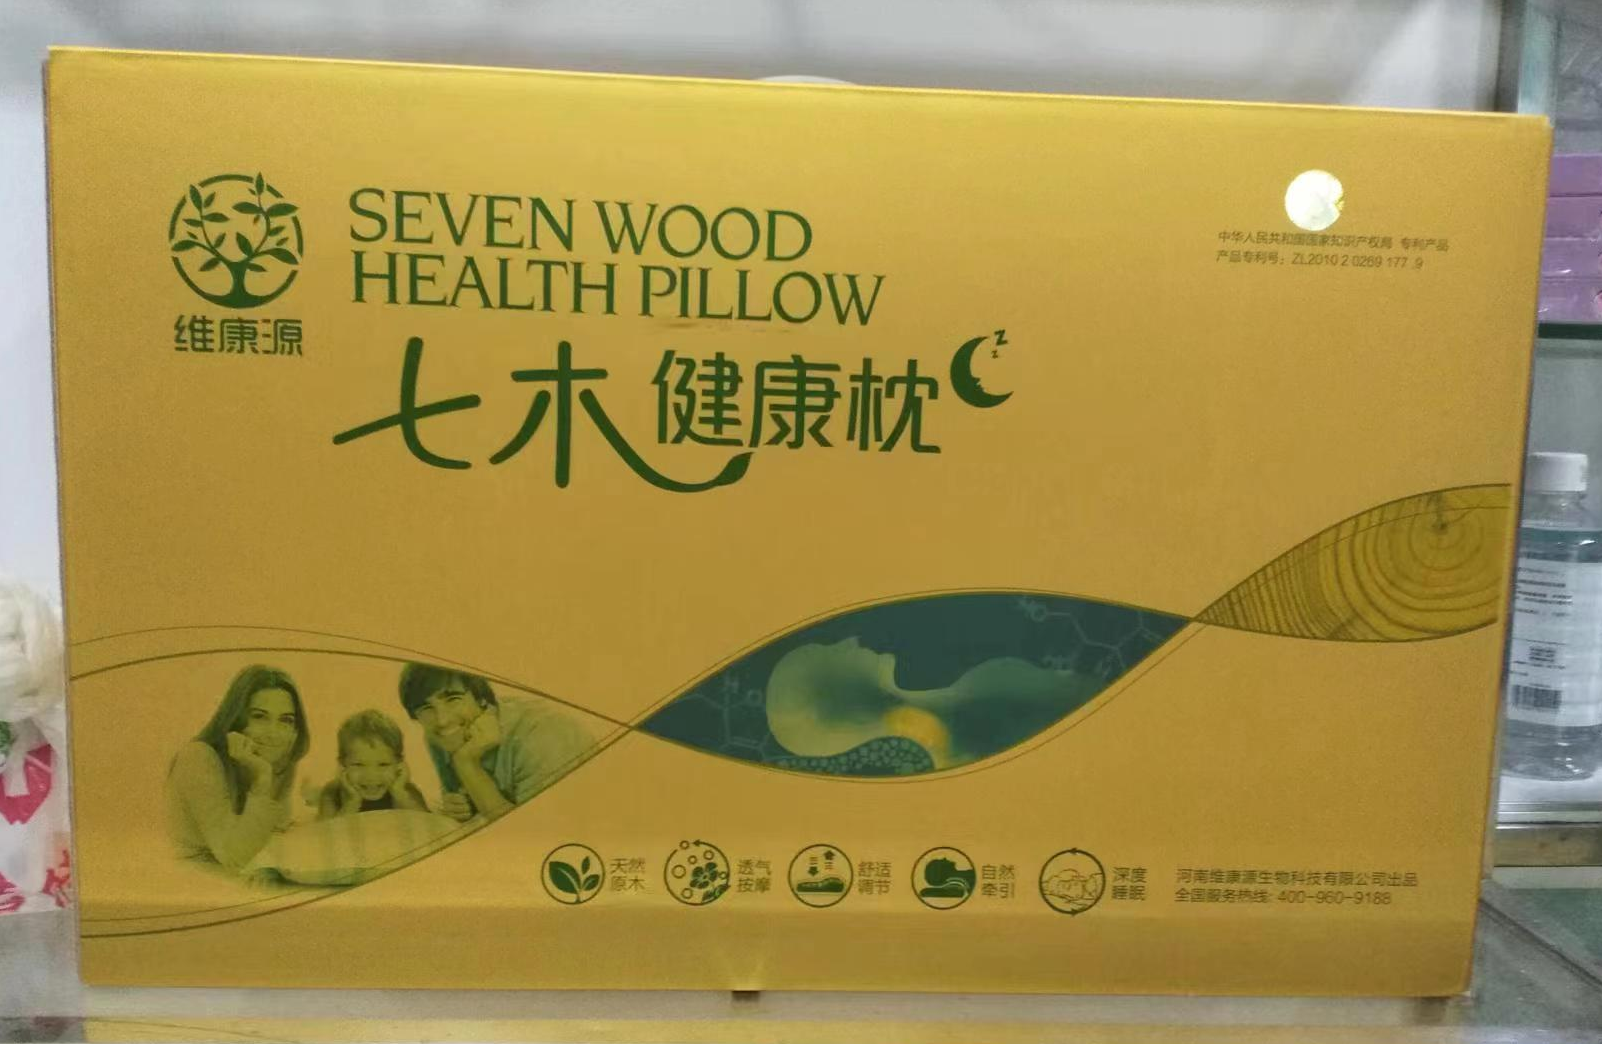 维康源
SEVEN WOOD
HEALTH PILLOW
七木健康枕
z
z
中华人民共和国国家知识产权局 专利产品
产品专利号：ZL2010 2 0269 177 .9
天然
原木
透气
按摩
舒适
调节
自然
牵引
深度
睡眠
河南维康源生物科技有限公司出品
全国服务热线: 400-960-9188